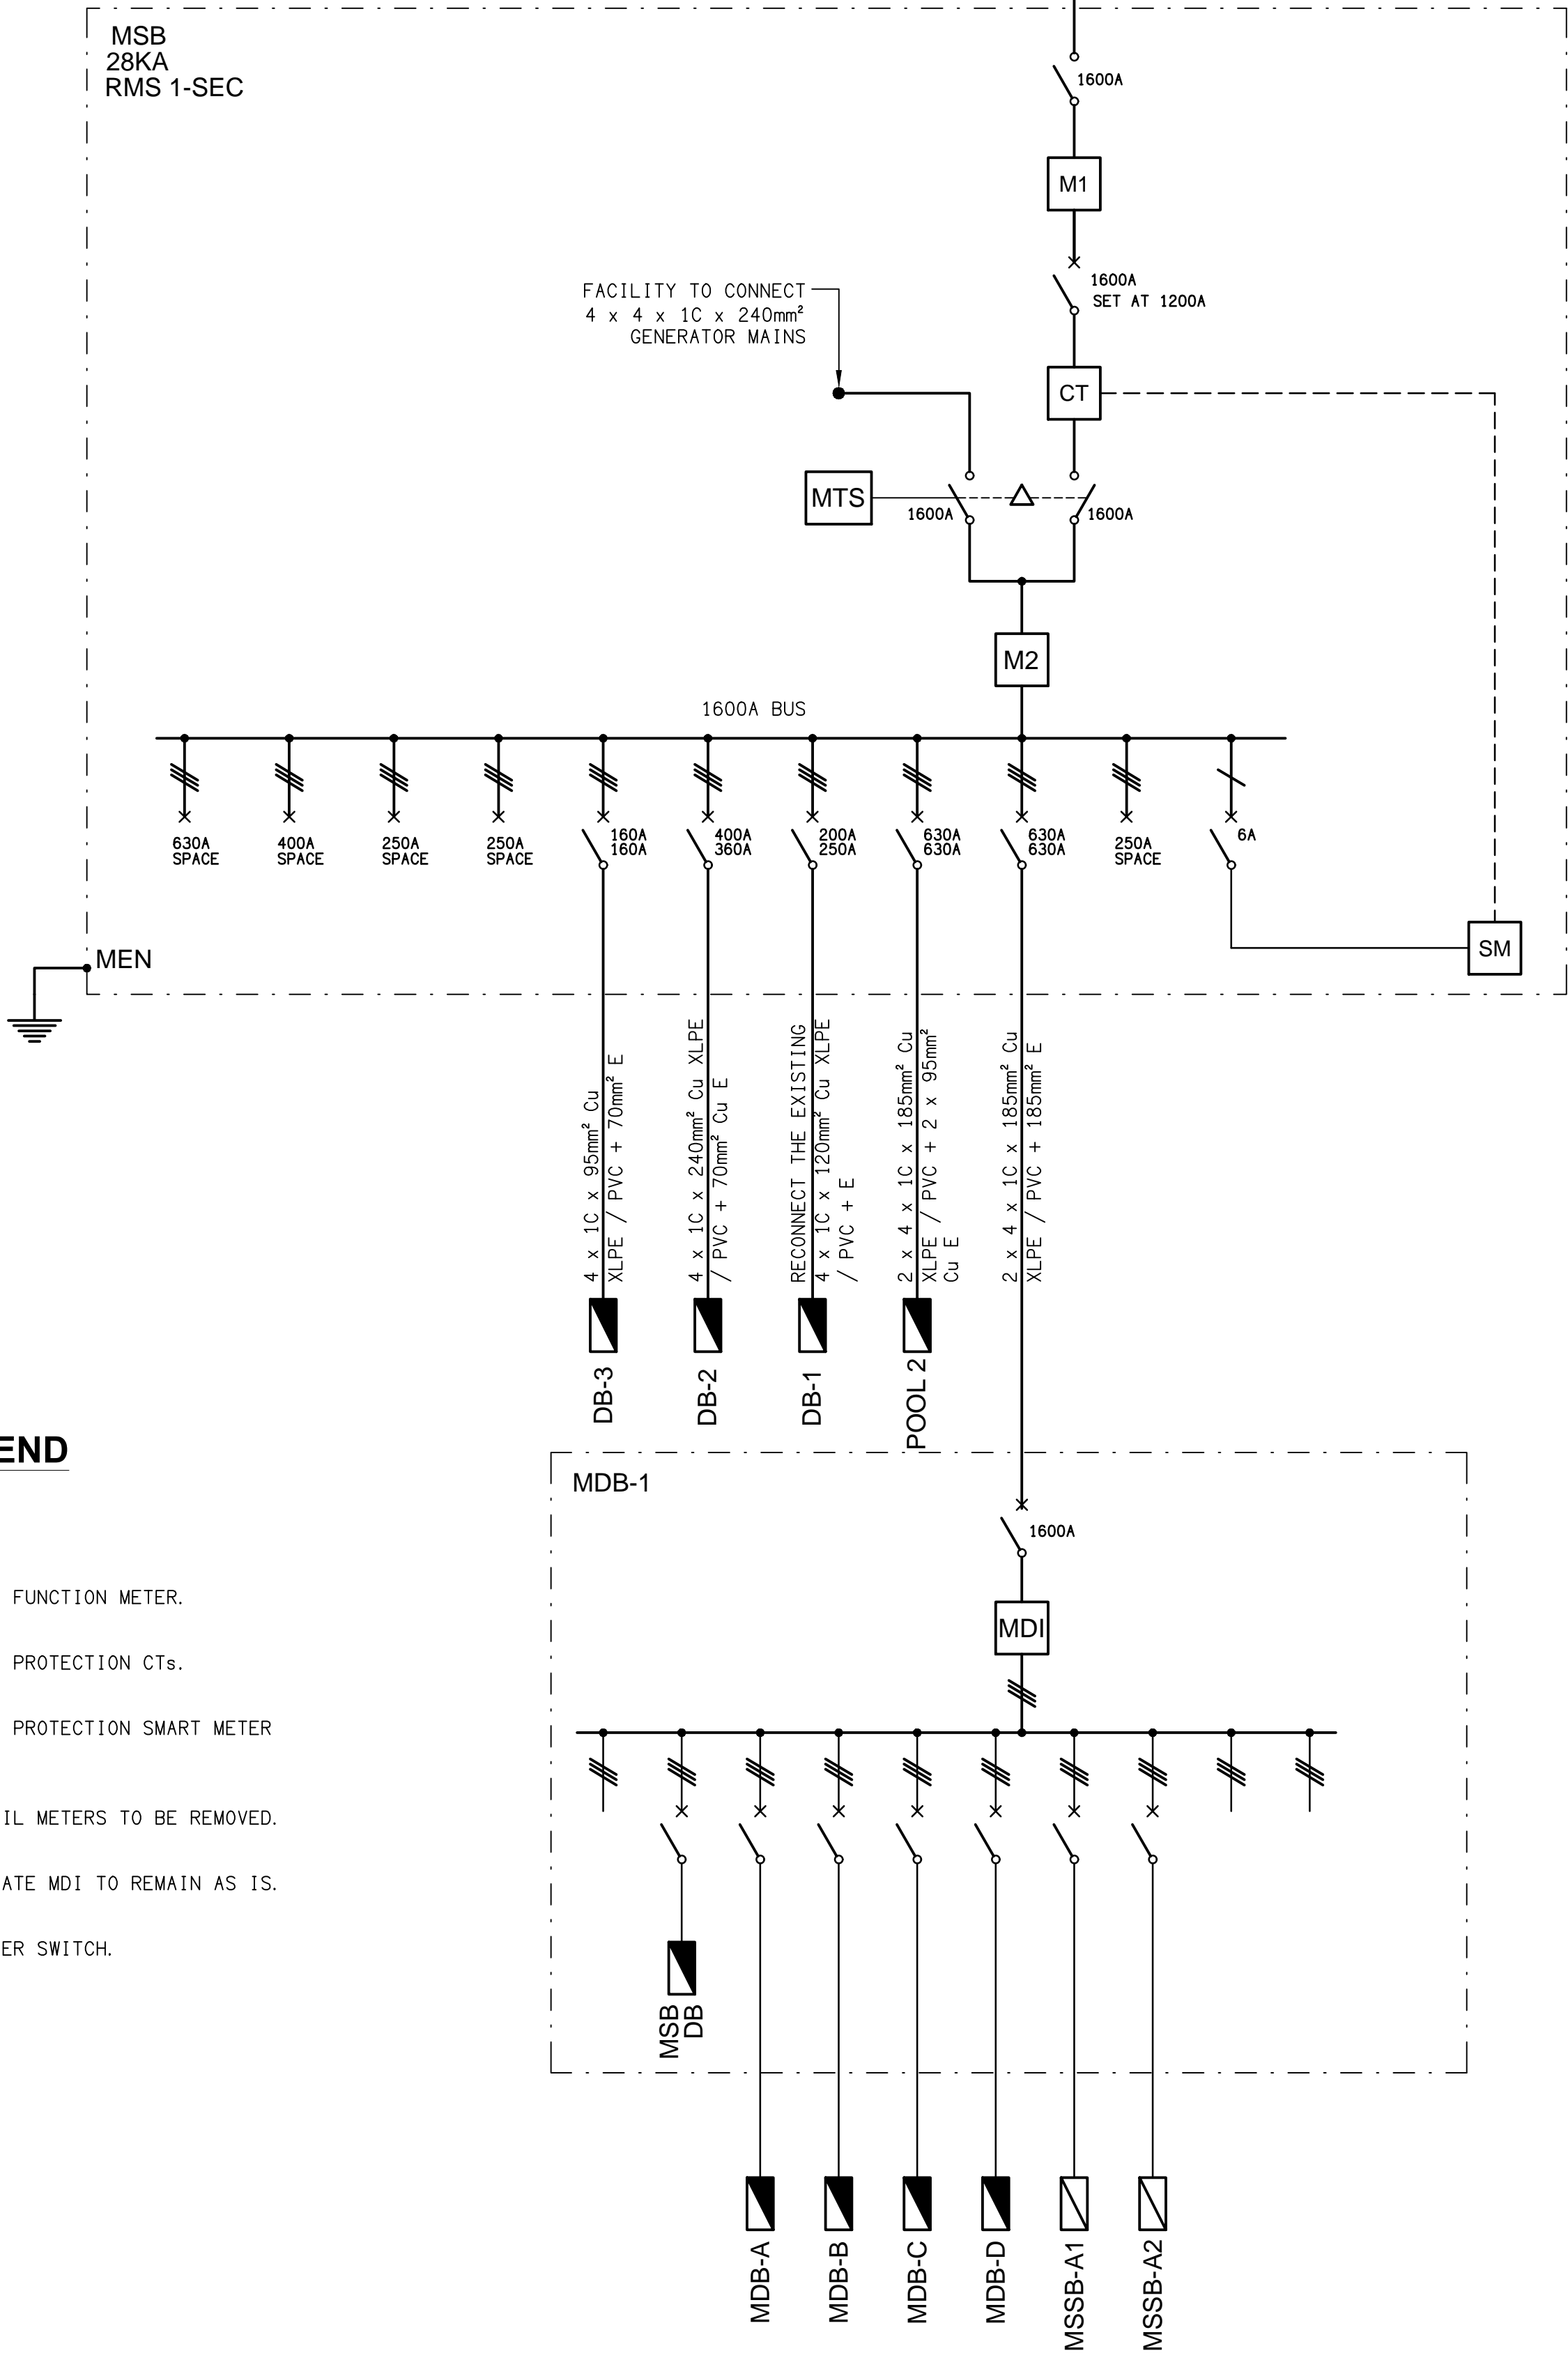 MSB
28KA
RMS 1-SEC
1600A
M1
1600A
SET AT 1200A
FACILITY TO CONNECT
4 x 4 x 1C x 240mm²
GENERATOR MAINS
CT
MTS
1600A
1600A
M2
1600A BUS
630A
SPACE
400A
SPACE
250A
SPACE
250A
SPACE
160A
160A
400A
360A
200A
250A
630A
630A
630A
630A
250A
SPACE
6A
SM
MEN
4 x 1C x 95mm² Cu
XLPE / PVC + 70mm² E
4 x 1C x 240mm² Cu XLPE
/ PVC + 70mm² Cu E
RECONNECT THE EXISTING
4 x 1C x 120mm² Cu XLPE
/ PVC + E
2 x 4 x 1C x 185mm² Cu
XLPE / PVC + 2 x 95mm²
Cu E
2 x 4 x 1C x 185mm² Cu
XLPE / PVC + 185mm² E
DB-3
DB-2
DB-1
POOL 2
END
FUNCTION METER.
PROTECTION CTs.
PROTECTION SMART METER
IL METERS TO BE REMOVED.
ATE MDI TO REMAIN AS IS.
ER SWITCH.
MDB-1
1600A
MDI
MSB
DB
MDB-A
MDB-B
MDB-C
MDB-D
MSSB-A1
MSSB-A2